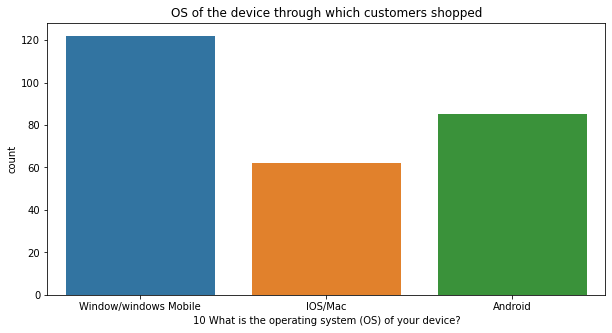 OS of the device through which customers shopped
120
100
80
60
40
20
0
count
Window/windows Mobile
IOS/Mac
Android
10 What is the operating system (OS) of your device?